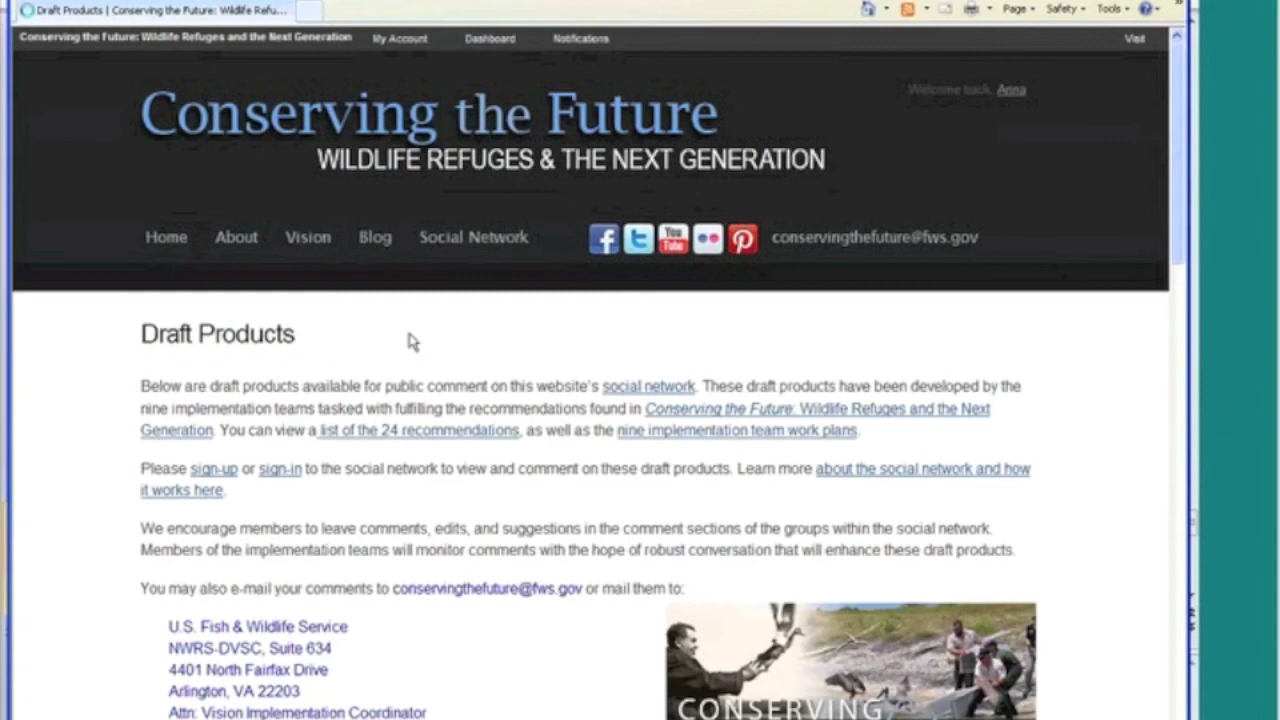 Draft Products | Conserving the Future: Wildlife Refu...
Page
Safety
Tools
Conserving the Future: Wildlife Refuges and the Next Generation My Account Dashboard Notifications Visit
Welcome back, Anna
Conserving the Future
WILDLIFE REFUGES & THE NEXT GENERATION
Home About Vision Blog Social Network f t You Tube conservingthefuture@fws.gov
Draft Products
Below are draft products available for public comment on this website's social network. These draft products have been developed by the
nine implementation teams tasked with fulfilling the recommendations found in Conserving the Future: Wildlife Refuges and the Next
Generation. You can view a list of the 24 recommendations, as well as the nine implementation team work plans.
Please sign-up or sign-in to the social network to view and comment on these draft products. Learn more about the social network and how
it works here.
We encourage members to leave comments, edits, and suggestions in the comment sections of the groups within the social network.
Members of the implementation teams will monitor comments with the hope of robust conversation that will enhance these draft products.
You may also e-mail your comments to conservingthefuture@fws.gov or mail them to:
U.S. Fish & Wildlife Service
NWRS-DVSC, Suite 634
4401 North Fairfax Drive
Arlington, VA 22203
Attn: Vision Implementation Coordinator
CONSERVING